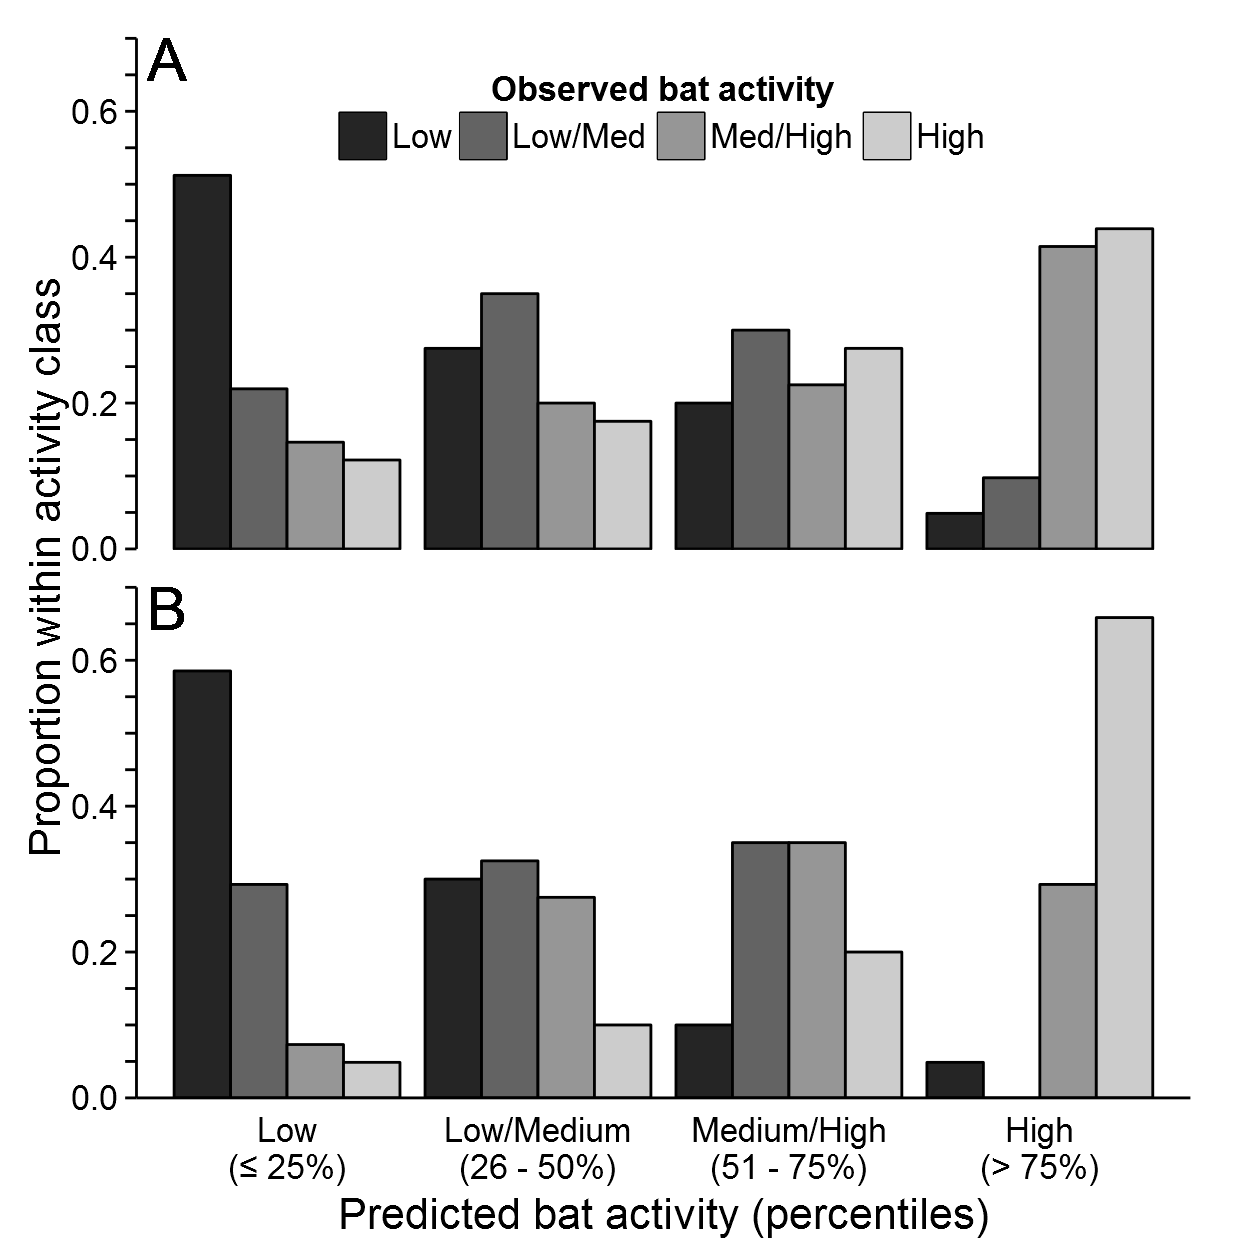 A
Observed bat activity
Low Low/Med Med/High High
0.6
0.4
0.2
0.0
Proportion within activity class
B
0.6
0.4
0.2
0.0
Low Low/Medium Medium/High High
(≤ 25%) (26 - 50%) (51 - 75%) (> 75%)
Predicted bat activity (percentiles)